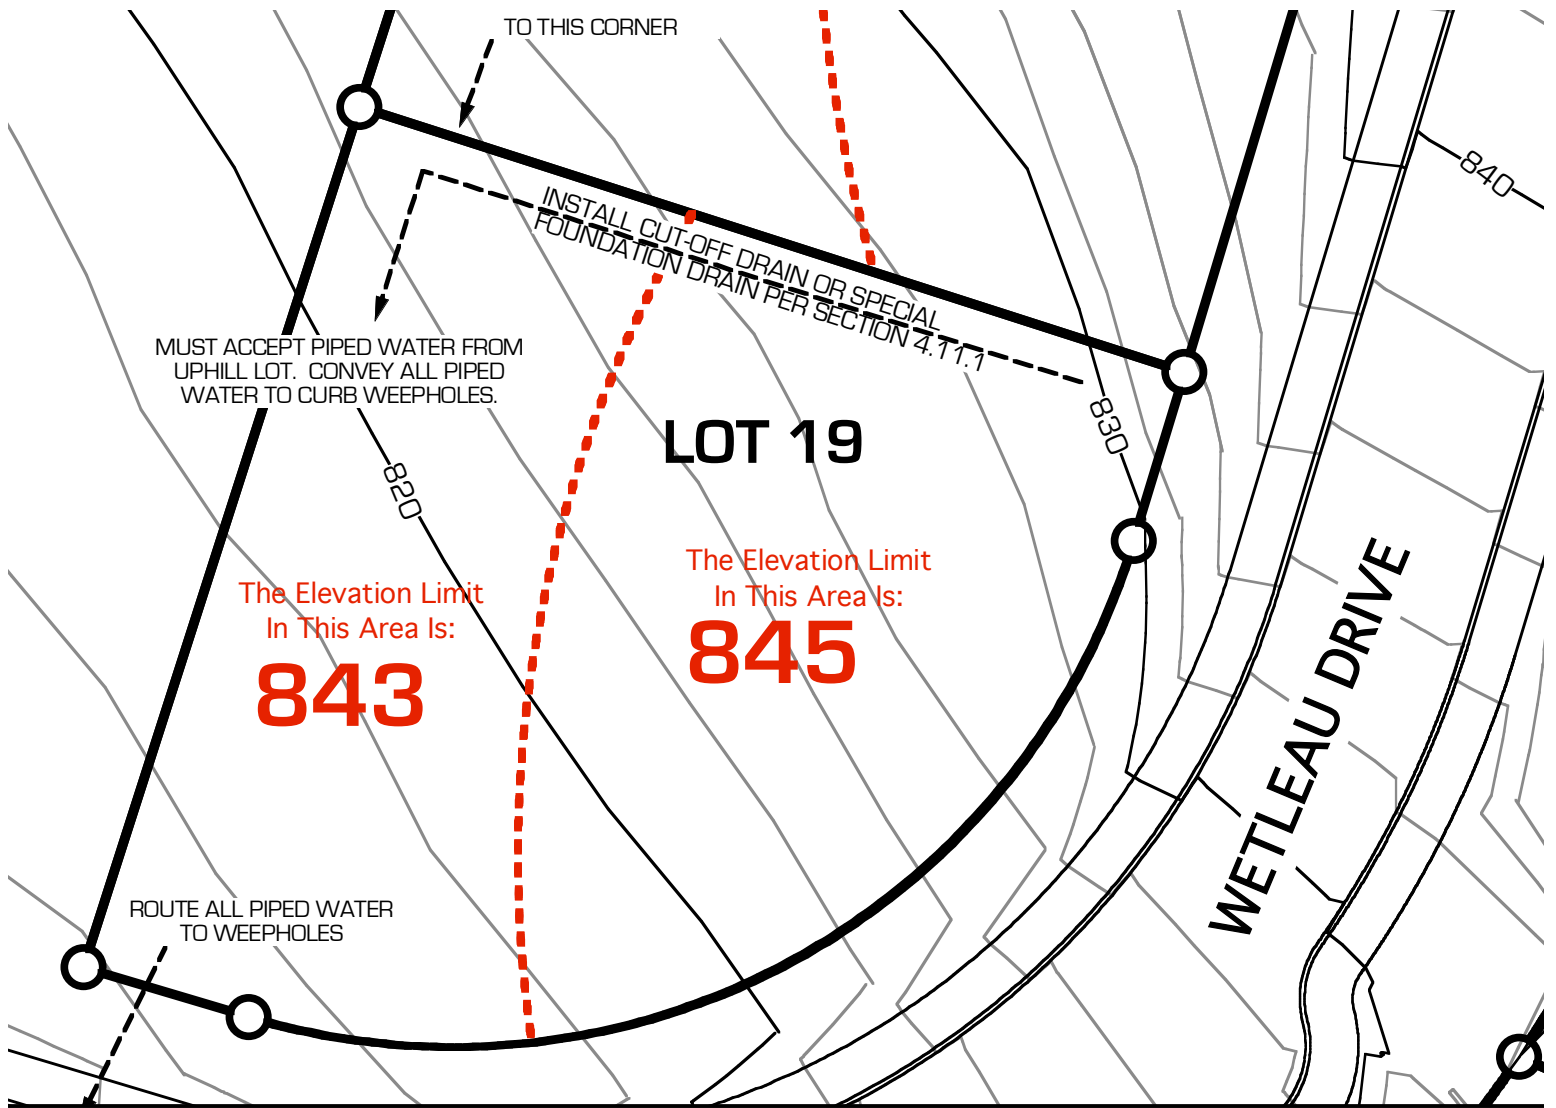 TO THIS CORNER
840
INSTALL CUT-OFF DRAIN OR SPECIAL
FOUNDATION DRAIN PER SECTION 4.11.1
MUST ACCEPT PIPED WATER FROM
UPHILL LOT.  CONVEY ALL PIPED
WATER TO CURB WEEPHOLES.
830
LOT 19
820
The Elevation Limit
In This Area Is:
845
The Elevation Limit
In This Area Is:
843
WETLEAU DRIVE
ROUTE ALL PIPED WATER
TO WEEPHOLES